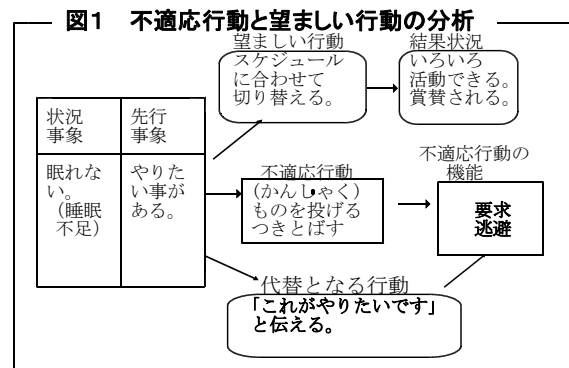 図1 不適応行動と望ましい行動の分析
望ましい行動
スケジュール
に合わせて
切り替える。
結果状況
いろいろ
活動できる。
賞賛される。
状況
事象
先行
事象
眠れな
い。
（睡眠
不足）
やりた
い事が
ある。
不適応行動
（かんしゃく）
ものを投げる
つきとばす
不適応行動の
機能
要求
逃避
代替となる行動
「これがやりたいです」
と伝える。